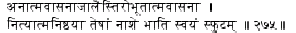 अनात्मवासनाजालैस्तिरोभूतात्मवासना ।
नित्यात्मनिष्ठया तेषां नाशे भाति स्वयं स्फुटम् ॥ २७५ ॥